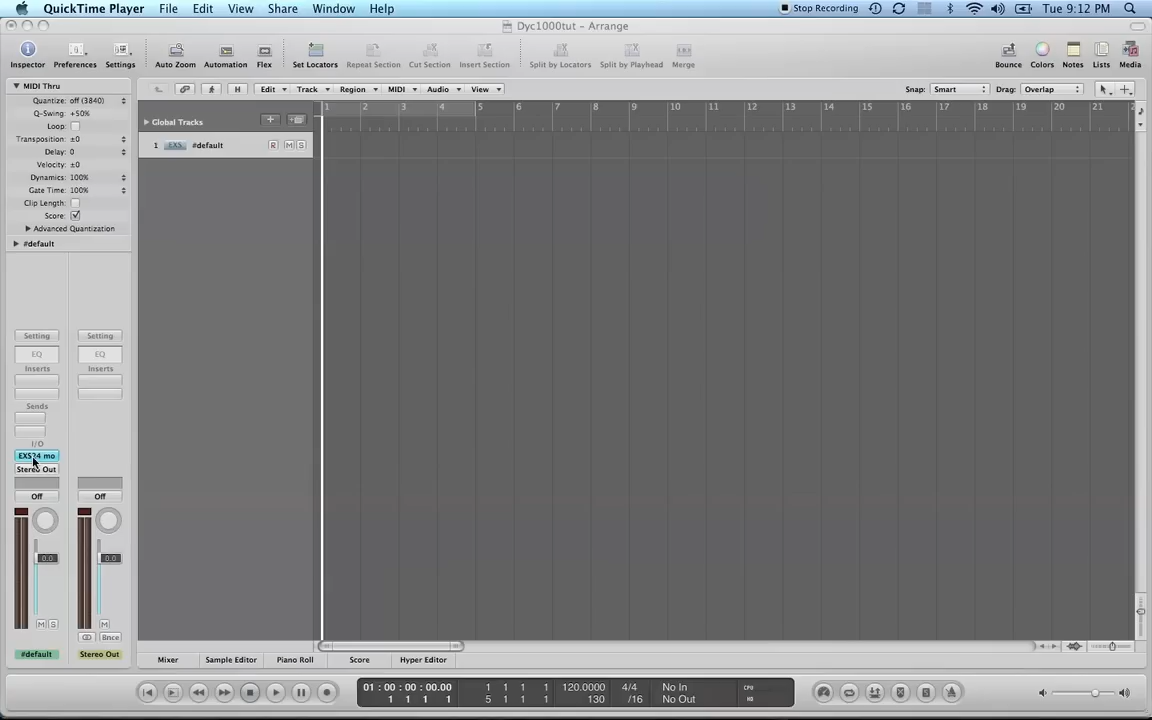 QuickTime Player File Edit View Share Window Help Stop Recording Tue 9:12 PM
Dyc1000tut - Arrange
Inspector Preferences Settings Auto Zoom Automation Flex Set Locators Repeat Section Cut Section Insert Section Split by Locators Split by Playhead Merge Bounce Colors Notes Lists Media
MIDI Thru
H Edit Track Region MIDI Audio View Snap: Smart Drag: Overlap
Quantize: off (3840)
Q-Swing: +50%
Loop:
Transposition: ±0
Delay: 0
Velocity: ±0
Dynamics: 100%
Gate Time: 100%
Clip Length:
Score:
Advanced Quantization
#default
1 2 3 4 5 6 7 8 9 10 11 12 13 14 15 16 17 18 19 20 21
Global Tracks
1 EXS #default R M S
Setting Setting
EQ EQ
Inserts Inserts
Sends
I/O
EXS24 mo
Stereo Out
Off Off
0.0 0.0
M S M
Bnce
#default Stereo Out
Mixer Sample Editor Piano Roll Score Hyper Editor
01 : 00 : 00 : 00.00 1 1 1 1 120.0000 4/4 No In CPU
1 1 1 1 5 1 1 1 130 /16 No Out HD